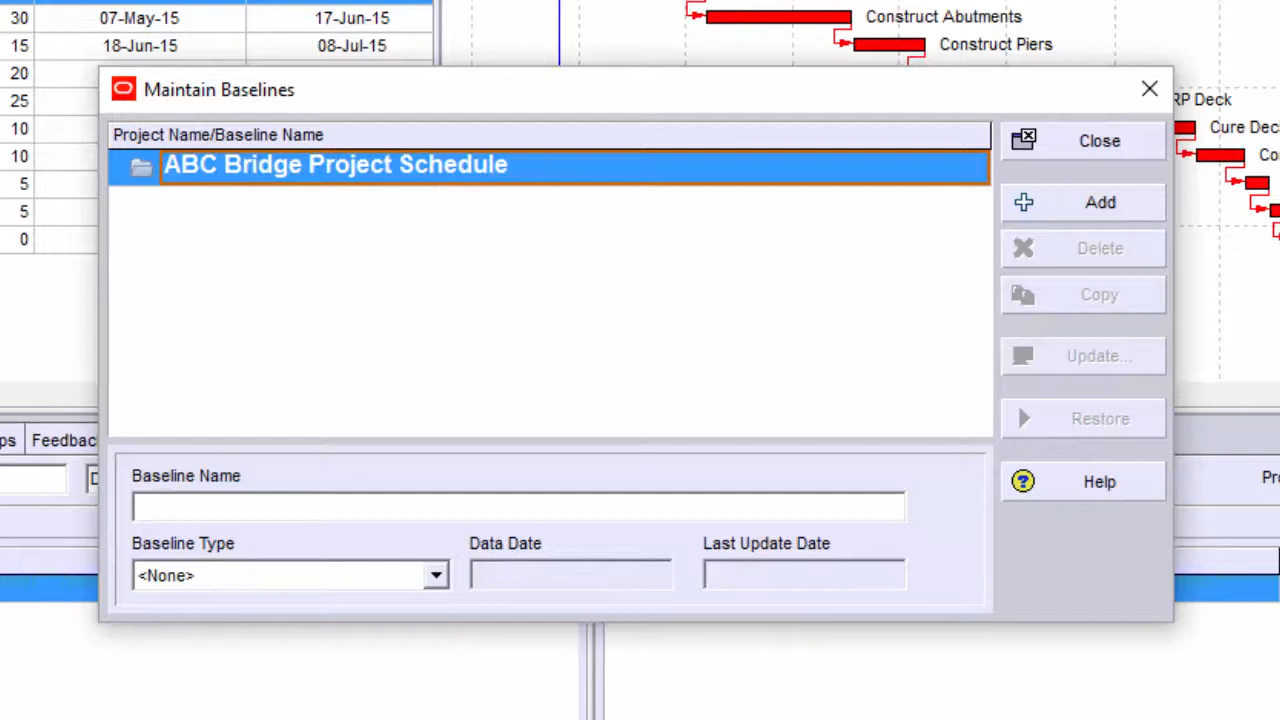 30 07-May-15 17-Jun-15 Construct Abutments
15 18-Jun-15 08-Jul-15 Construct Piers
20
Maintain Baselines
25 RP Deck
10 Cure Dec
Project Name/Baseline Name Close
10 ABC Bridge Project Schedule Co
5
5 Add
0
Delete
Copy
Update...
Restore
ps Feedbac
Baseline Name Help Pro
Baseline Type Data Date Last Update Date
<None>